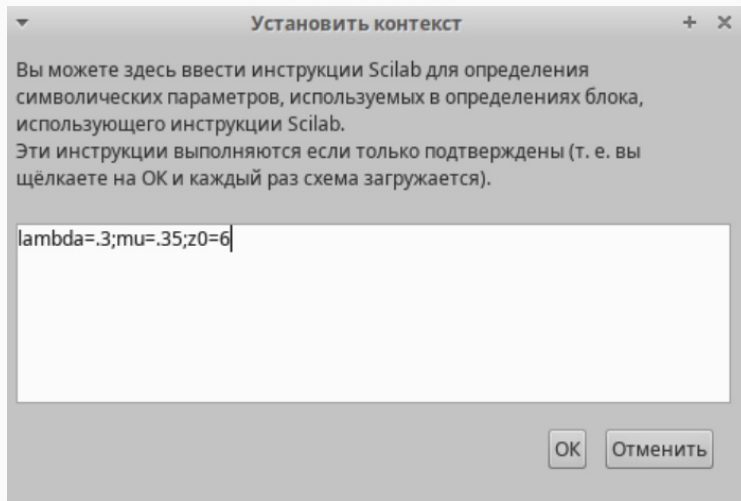 Установить контекст
Вы можете здесь ввести инструкции Scilab для определения
символических параметров, используемых в определениях блока,
использующего инструкции Scilab.
Эти инструкции выполняются если только подтверждены (т. е. вы
щёлкаете на ОК и каждый раз схема загружается).
lambda=.3;mu=.35;z0=6
ОК Отменить